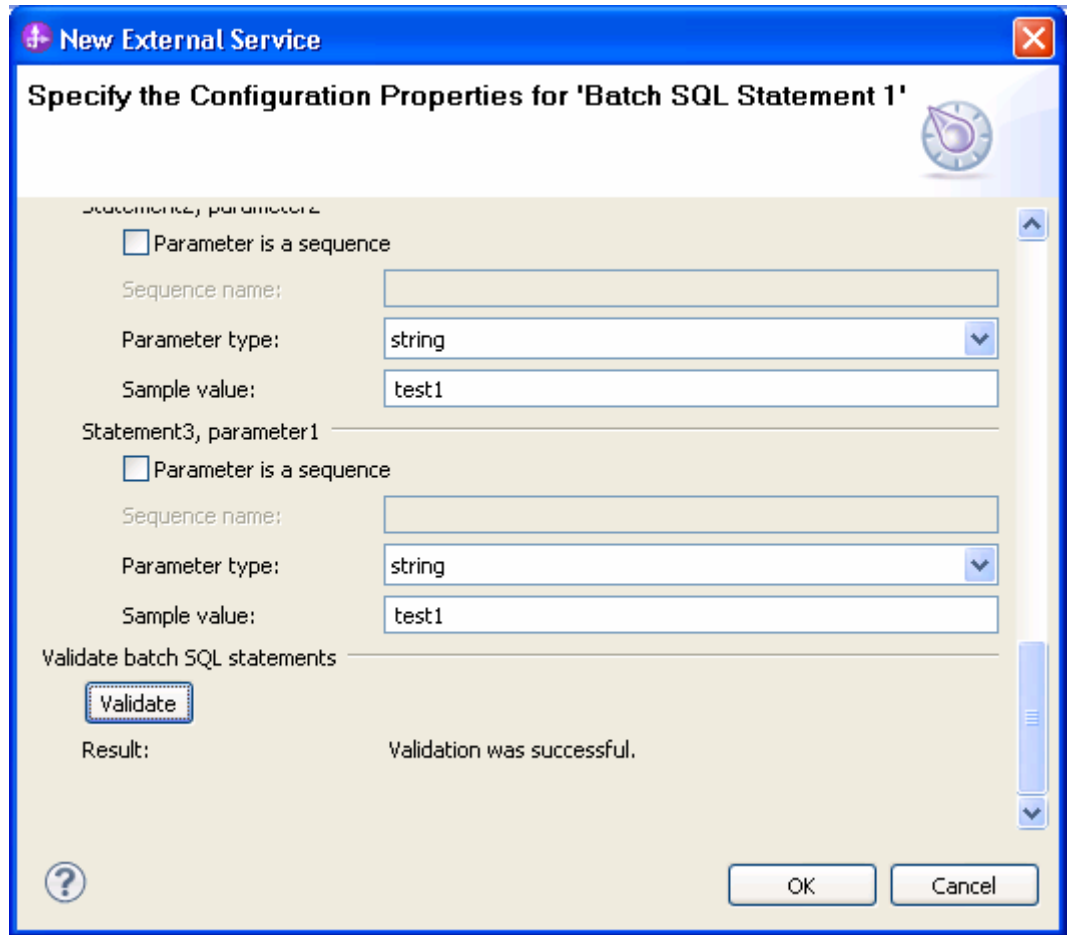 New External Service
Specify the Configuration Properties for 'Batch SQL Statement 1'
Statement2, parameter2
Parameter is a sequence
Sequence name:
Parameter type: string
Sample value: test1
Statement3, parameter1
Parameter is a sequence
Sequence name:
Parameter type: string
Sample value: test1
Validate batch SQL statements
Validate
Result: Validation was successful.
? OK Cancel